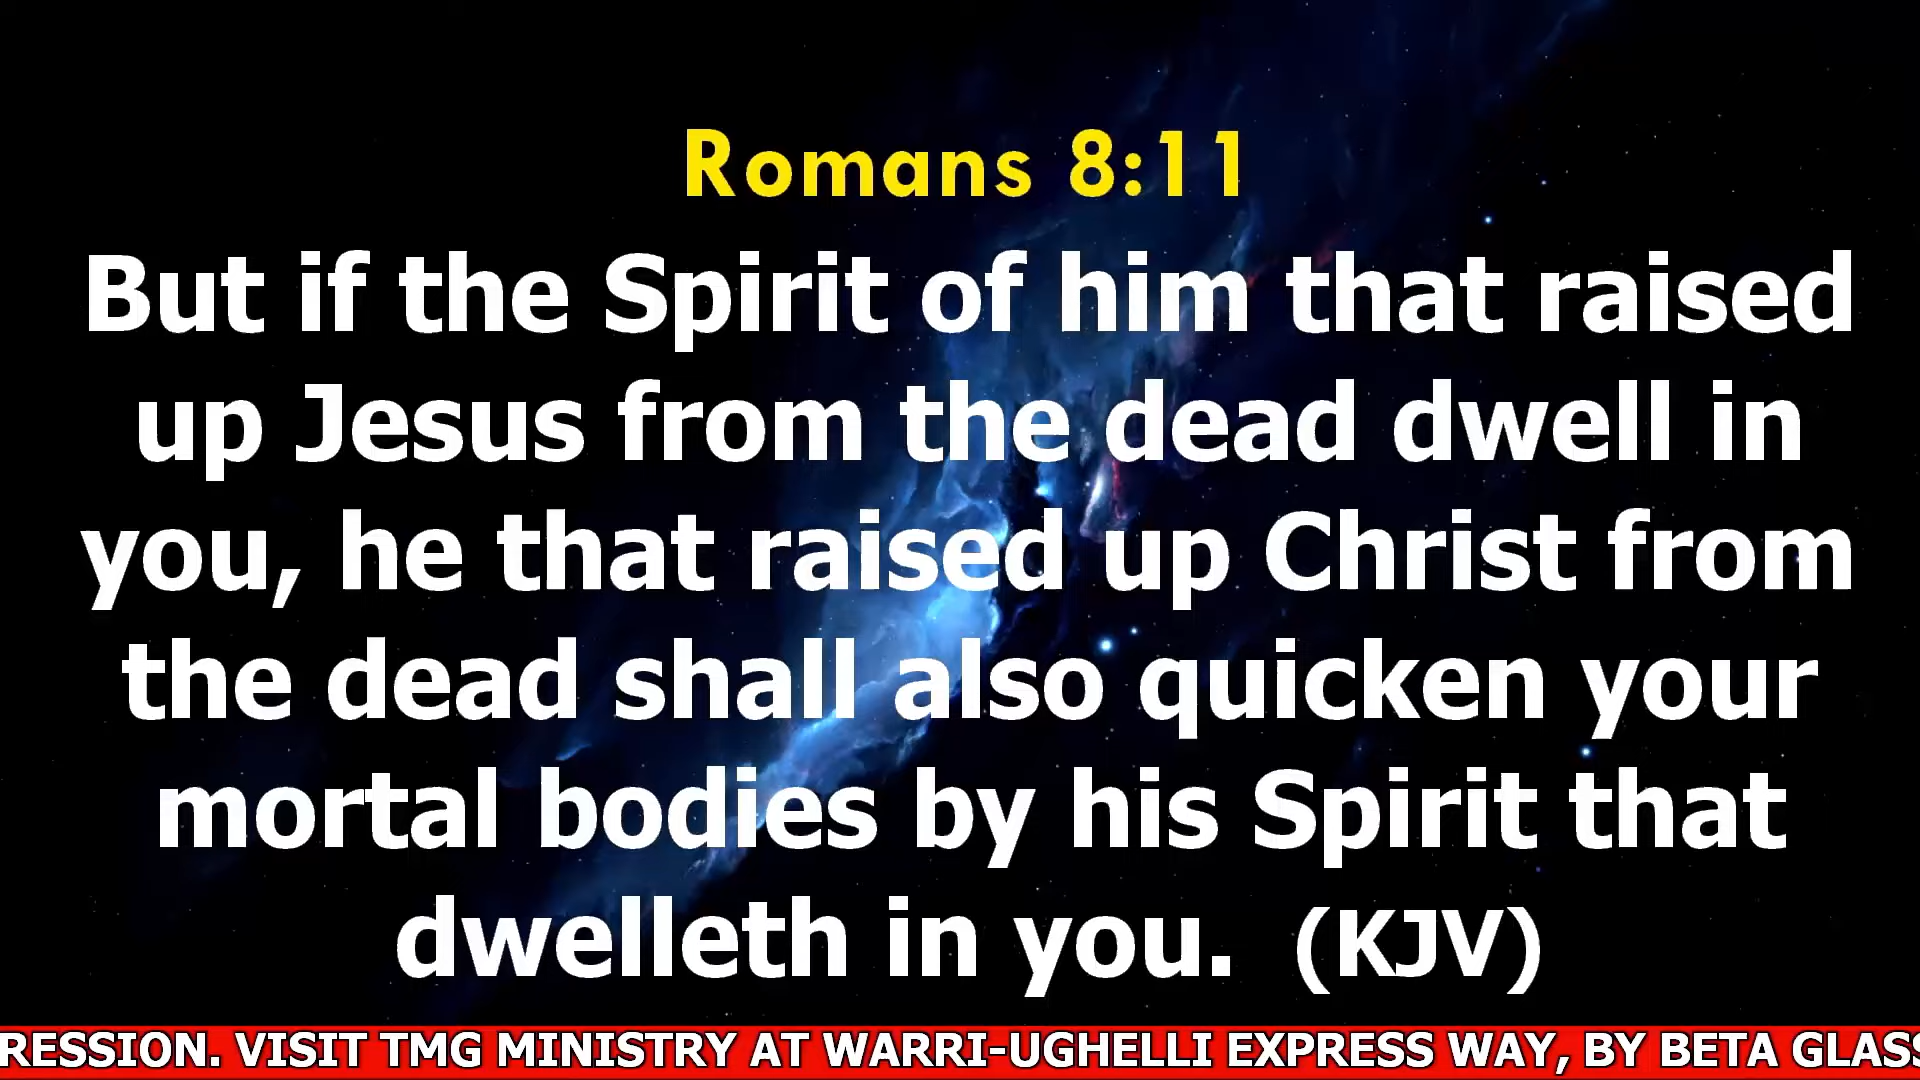 Romans 8:11
But if the Spirit of him that raised
up Jesus from the dead dwell in
you, he that raised up Christ from
the dead shall also quicken your
mortal bodies by his Spirit that
dwelleth in you. (KJV)
RESSION. VISIT TMG MINISTRY AT WARRI-UGHELLI EXPRESS WAY, BY BETA GLASS